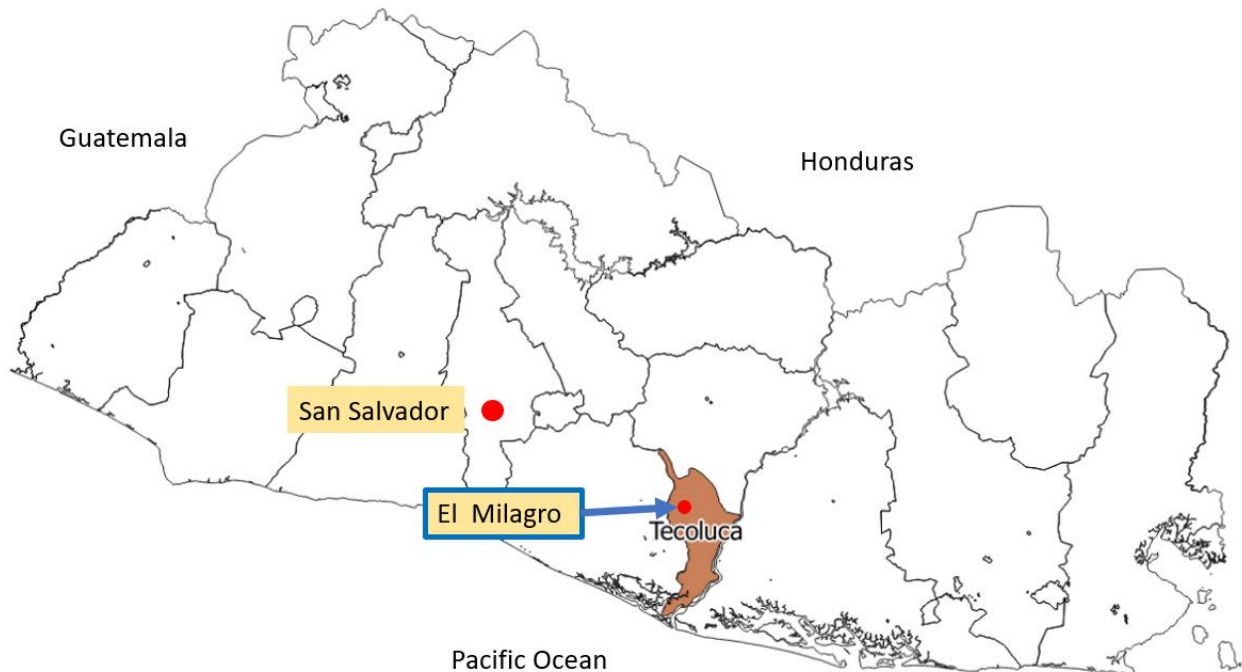 Guatemala
Honduras
San Salvador
El Milagro
Tecoluca
Pacific Ocean